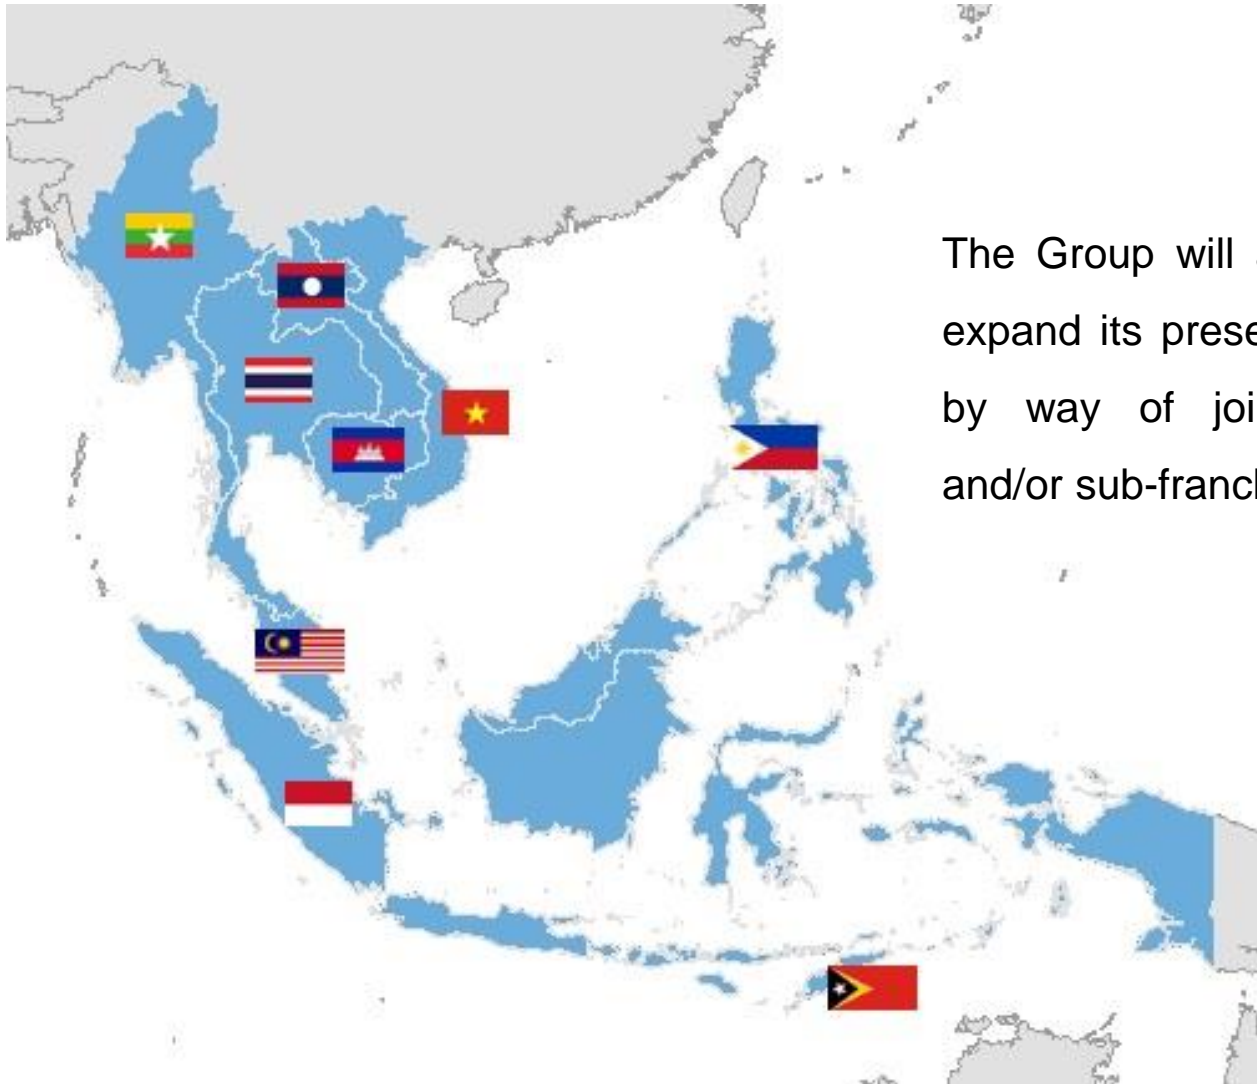 The Group will
expand its prese
by way of joi
and/or sub-franc